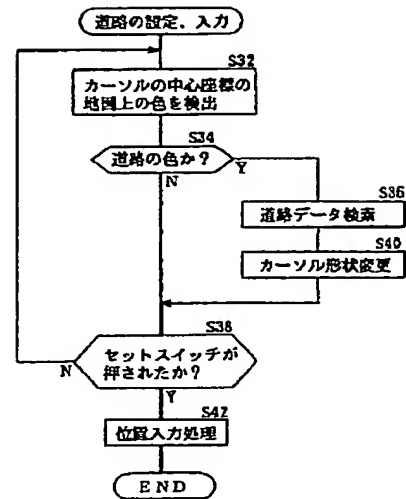 道路の設定、入力
S32
カーソルの中心座標の
地図上の色を検出
S34
道路の色か？
N
Y
S36
道路データ検索
S40
カーソル形状変更
S38
セットスイッチが
押されたか？
N
Y
S42
位置入力処理
END